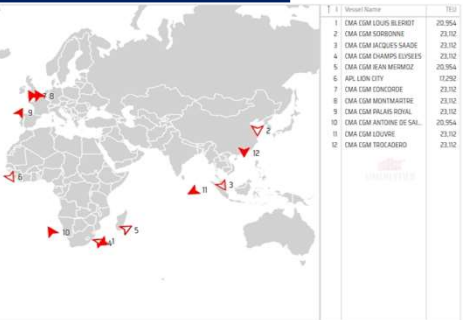 Vessel Name TEU
1 CMA CGM LOUIS BLERIOT 20,954
2 CMA CGM SORBONNE 23,112
3 CMA CGM JACQUES SAADE 23,112
4 CMA CGM CHAMPS ELYSEES 23,112
5 CMA CGM JEAN MERMOZ 20,954
6 APL LION CITY 17,292
7 CMA CGM CONCORDE 23,112
8 CMA CGM MONTMARTRE 23,112
9 CMA CGM PALAIS ROYAL 23,112
10 CMA CGM ANTOINE DE SAI... 20,954
11 CMA CGM LOUVRE 23,112
12 CMA CGM TROCADERO 23,112
7 8
9
2
12
6
3
11
10
5
4 1
LINERLYTICA